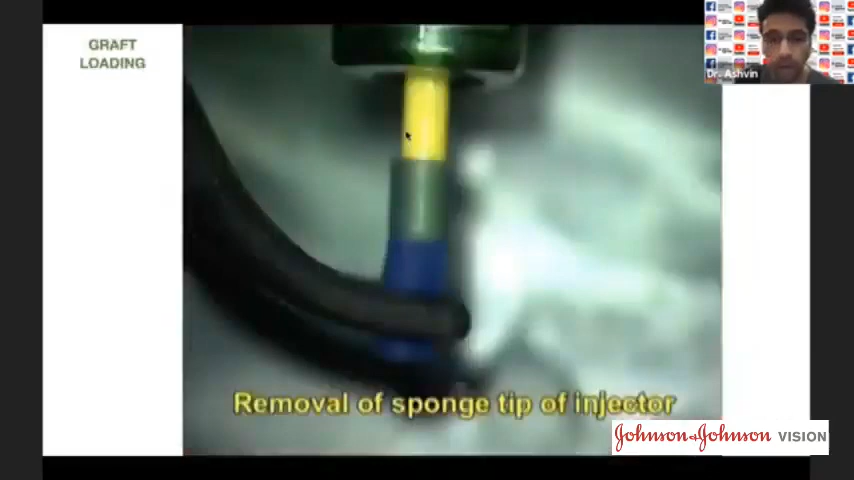 GRAFT
LOADING
Dr. Ashvin
Removal of sponge tip of injector
Johnson+Johnson VISION